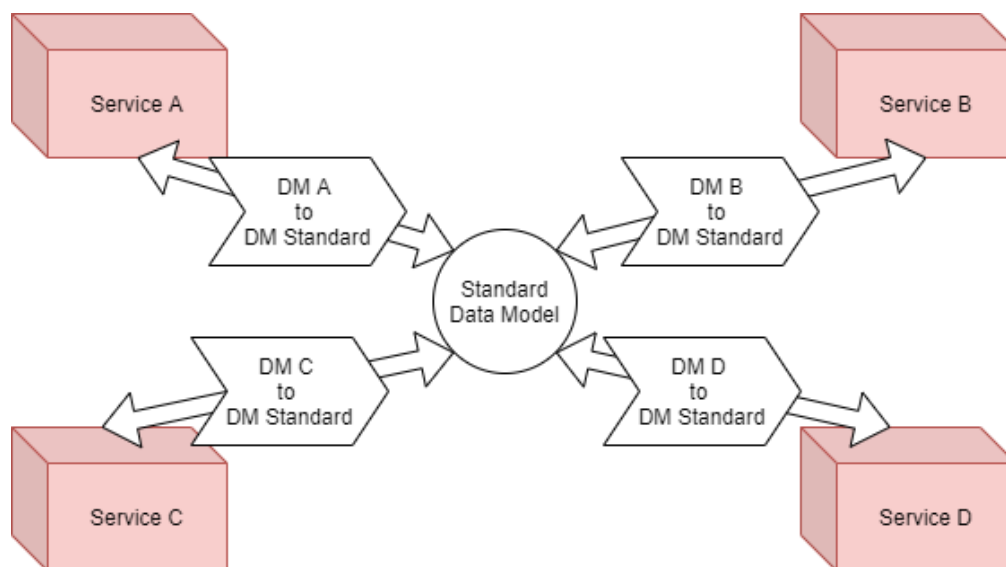 Service A
Service B
DM A
to
DM Standard
DM B
to
DM Standard
Standard
Data Model
DM C
to
DM Standard
DM D
to
DM Standard
Service C
Service D